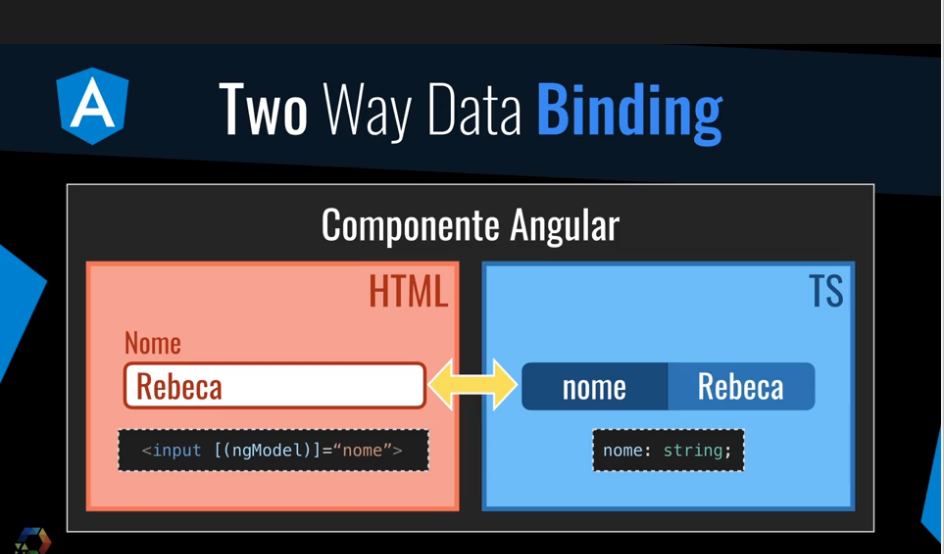 A
Two Way Data Binding
Componente Angular
HTML
Nome
Rebeca
<input [(ngModel)]=“nome”>
TS
nome Rebeca
nome: string;